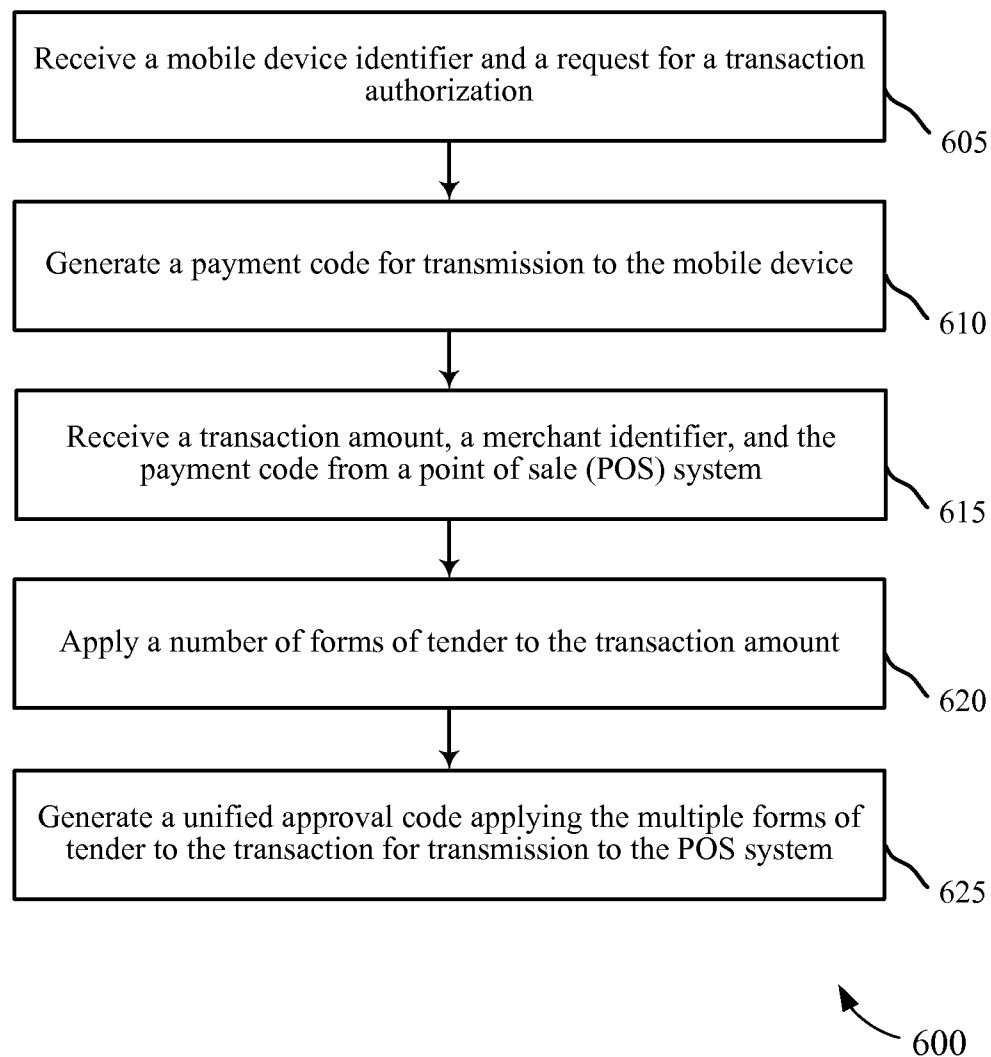 Receive a mobile device identifier and a request for a transaction
authorization
605
Generate a payment code for transmission to the mobile device
610
Receive a transaction amount, a merchant identifier, and the
payment code from a point of sale (POS) system
615
Apply a number of forms of tender to the transaction amount
620
Generate a unified approval code applying the multiple forms of
tender to the transaction for transmission to the POS system
625
600